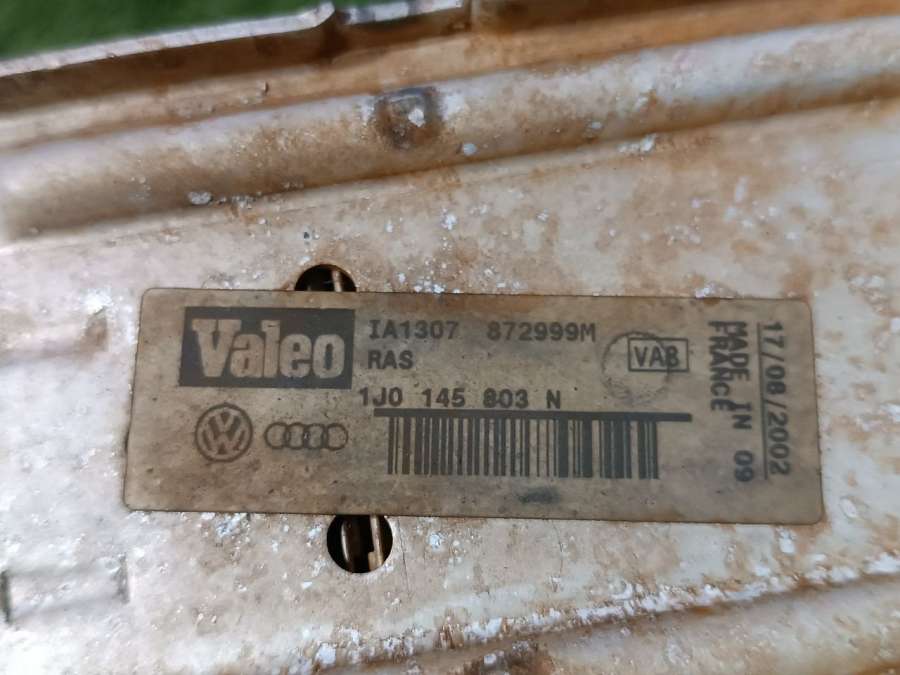 Valeo
IA1307 872999M
RAS
VAB
1J0 145 803 N
MADE IN 09
FRANCE
17/08/2002